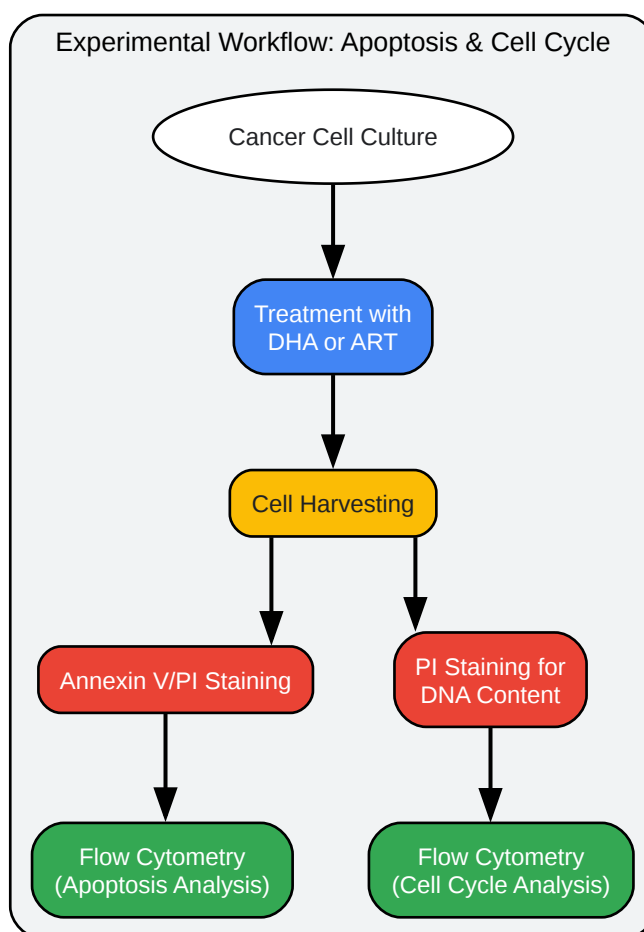 Experimental Workflow: Apoptosis & Cell Cycle
Cancer Cell Culture
Treatment with
DHA or ART
Cell Harvesting
Annexin V/PI Staining
PI Staining for
DNA Content
Flow Cytometry
(Apoptosis Analysis)
Flow Cytometry
(Cell Cycle Analysis)